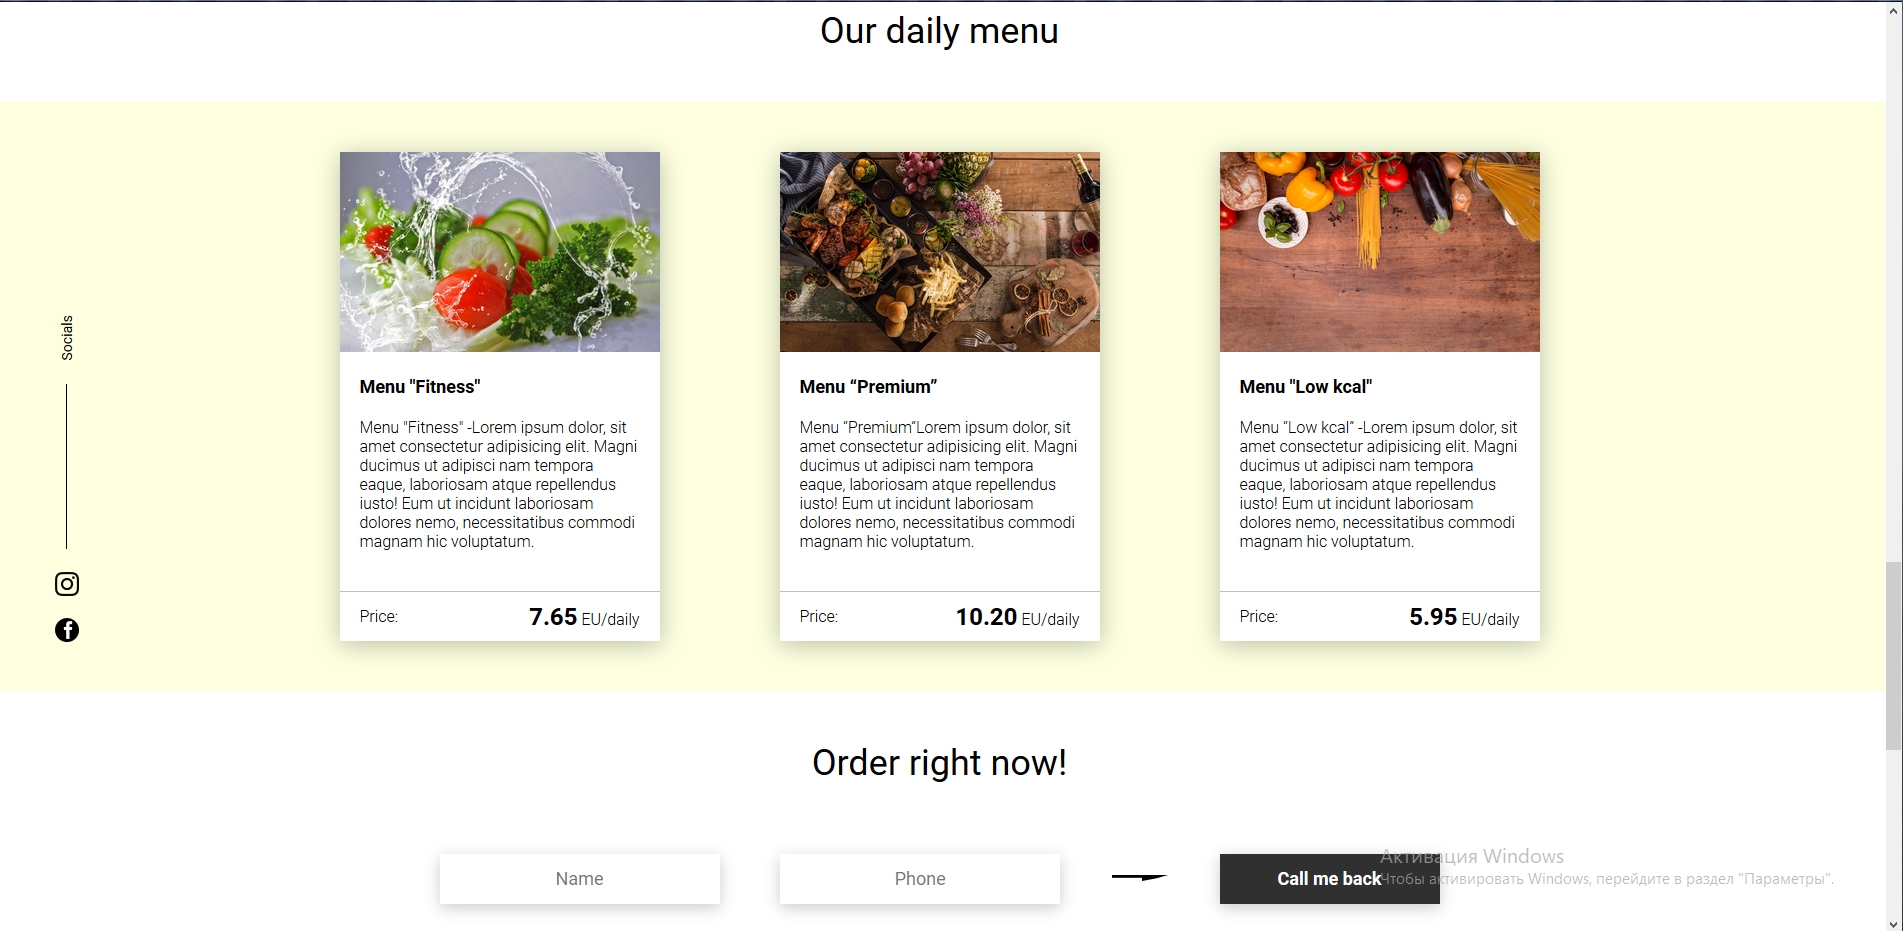 Our daily menu
Socials
Menu "Fitness"
Menu "Fitness" -Lorem ipsum dolor, sit
amet consectetur adipisicing elit. Magni
ducimus ut adipisci nam tempora
eaque, laboriosam atque repellendus
iusto! Eum ut incidunt laboriosam
dolores nemo, necessitatibus commodi
magnam hic voluptatum.
Price:
7.65 EU/daily
Menu “Premium”
Menu “Premium”Lorem ipsum dolor, sit
amet consectetur adipisicing elit. Magni
ducimus ut adipisci nam tempora
eaque, laboriosam atque repellendus
iusto! Eum ut incidunt laboriosam
dolores nemo, necessitatibus commodi
magnam hic voluptatum.
Price:
10.20 EU/daily
Menu "Low kcal"
Menu “Low kcal” -Lorem ipsum dolor, sit
amet consectetur adipisicing elit. Magni
ducimus ut adipisci nam tempora
eaque, laboriosam atque repellendus
iusto! Eum ut incidunt laboriosam
dolores nemo, necessitatibus commodi
magnam hic voluptatum.
Price:
5.95 EU/daily
Order right now!
Name
Phone
Call me back
Активация Windows
Чтобы активировать Windows, перейдите в раздел "Параметры".